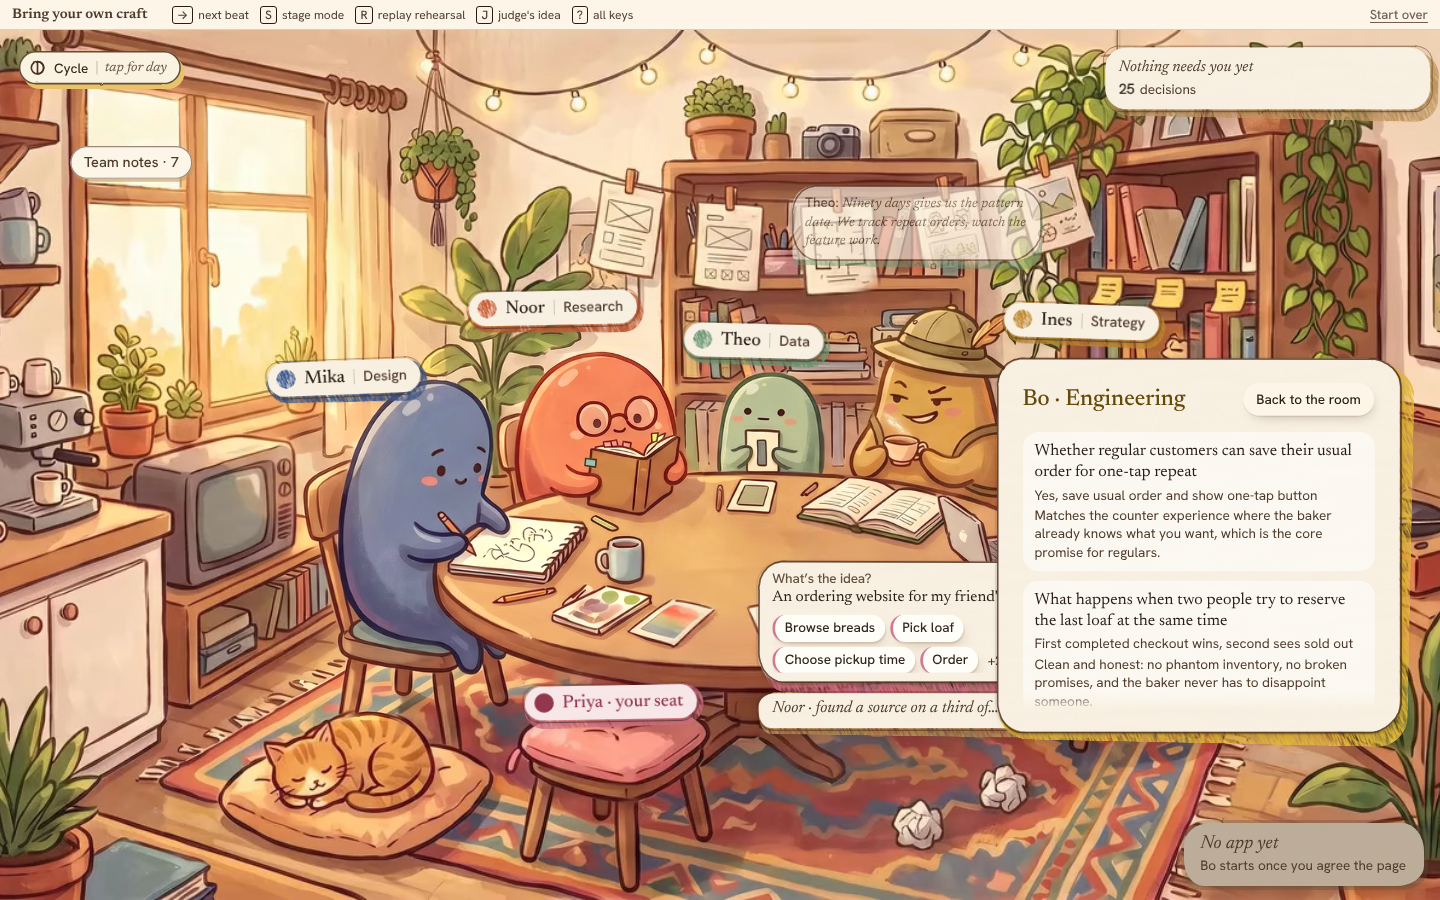 Bring your own craft
→ next beat S stage mode R replay rehearsal J judge's idea ? all keys
Start over
Cycle | tap for day
Nothing needs you yet
25 decisions
Team notes · 7
Theo: Ninety days gives us the pattern
data. We track repeat orders, watch the
feature work.
Noor | Research
Ines | Strategy
Theo | Data
Mika | Design
Bo · Engineering
Back to the room
Whether regular customers can save their usual
order for one-tap repeat
Yes, save usual order and show one-tap button
Matches the counter experience where the baker
already knows what you want, which is the core
promise for regulars.
What happens when two people try to reserve
the last loaf at the same time
First completed checkout wins, second sees sold out
Clean and honest: no phantom inventory, no broken
promises, and the baker never has to disappoint
someone.
What's the idea?
An ordering website for my friend'
Browse breads Pick loaf
Choose pickup time Order
Noor · found a source on a third of...
Priya · your seat
No app yet
Bo starts once you agree the page